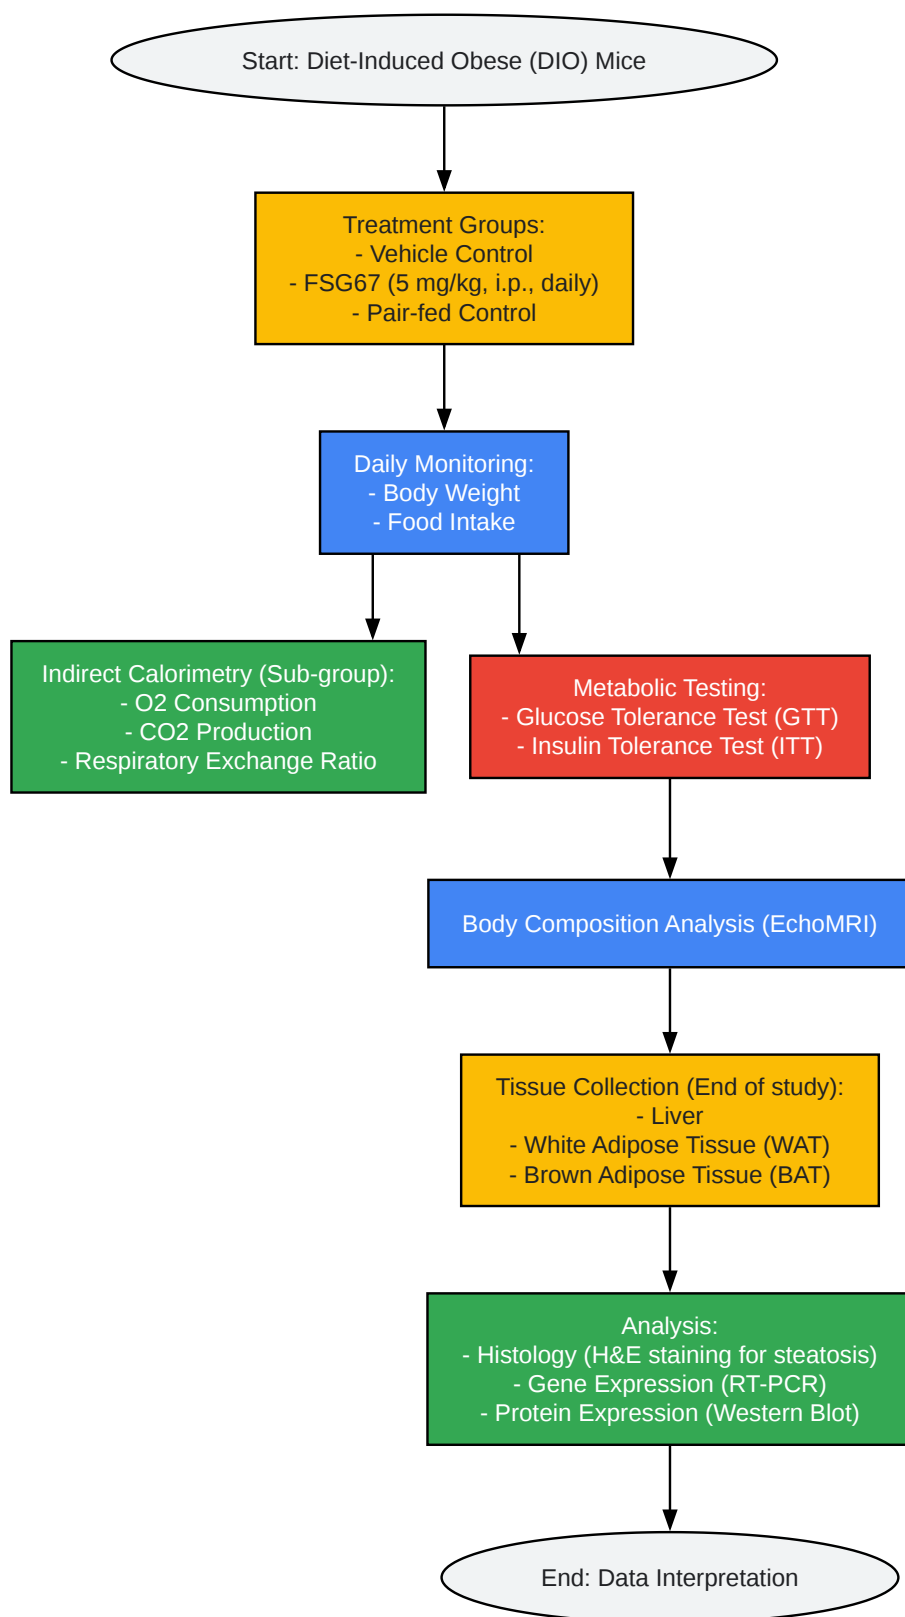 Start: Diet-Induced Obese (DIO) Mice
Treatment Groups:
- Vehicle Control
- FSG67 (5 mg/kg, i.p., daily)
- Pair-fed Control
Daily Monitoring:
- Body Weight
- Food Intake
Indirect Calorimetry (Sub-group):
- O2 Consumption
- CO2 Production
- Respiratory Exchange Ratio
Metabolic Testing:
- Glucose Tolerance Test (GTT)
- Insulin Tolerance Test (ITT)
Body Composition Analysis (EchoMRI)
Tissue Collection (End of study):
- Liver
- White Adipose Tissue (WAT)
- Brown Adipose Tissue (BAT)
Analysis:
- Histology (H&E staining for steatosis)
- Gene Expression (RT-PCR)
- Protein Expression (Western Blot)
End: Data Interpretation